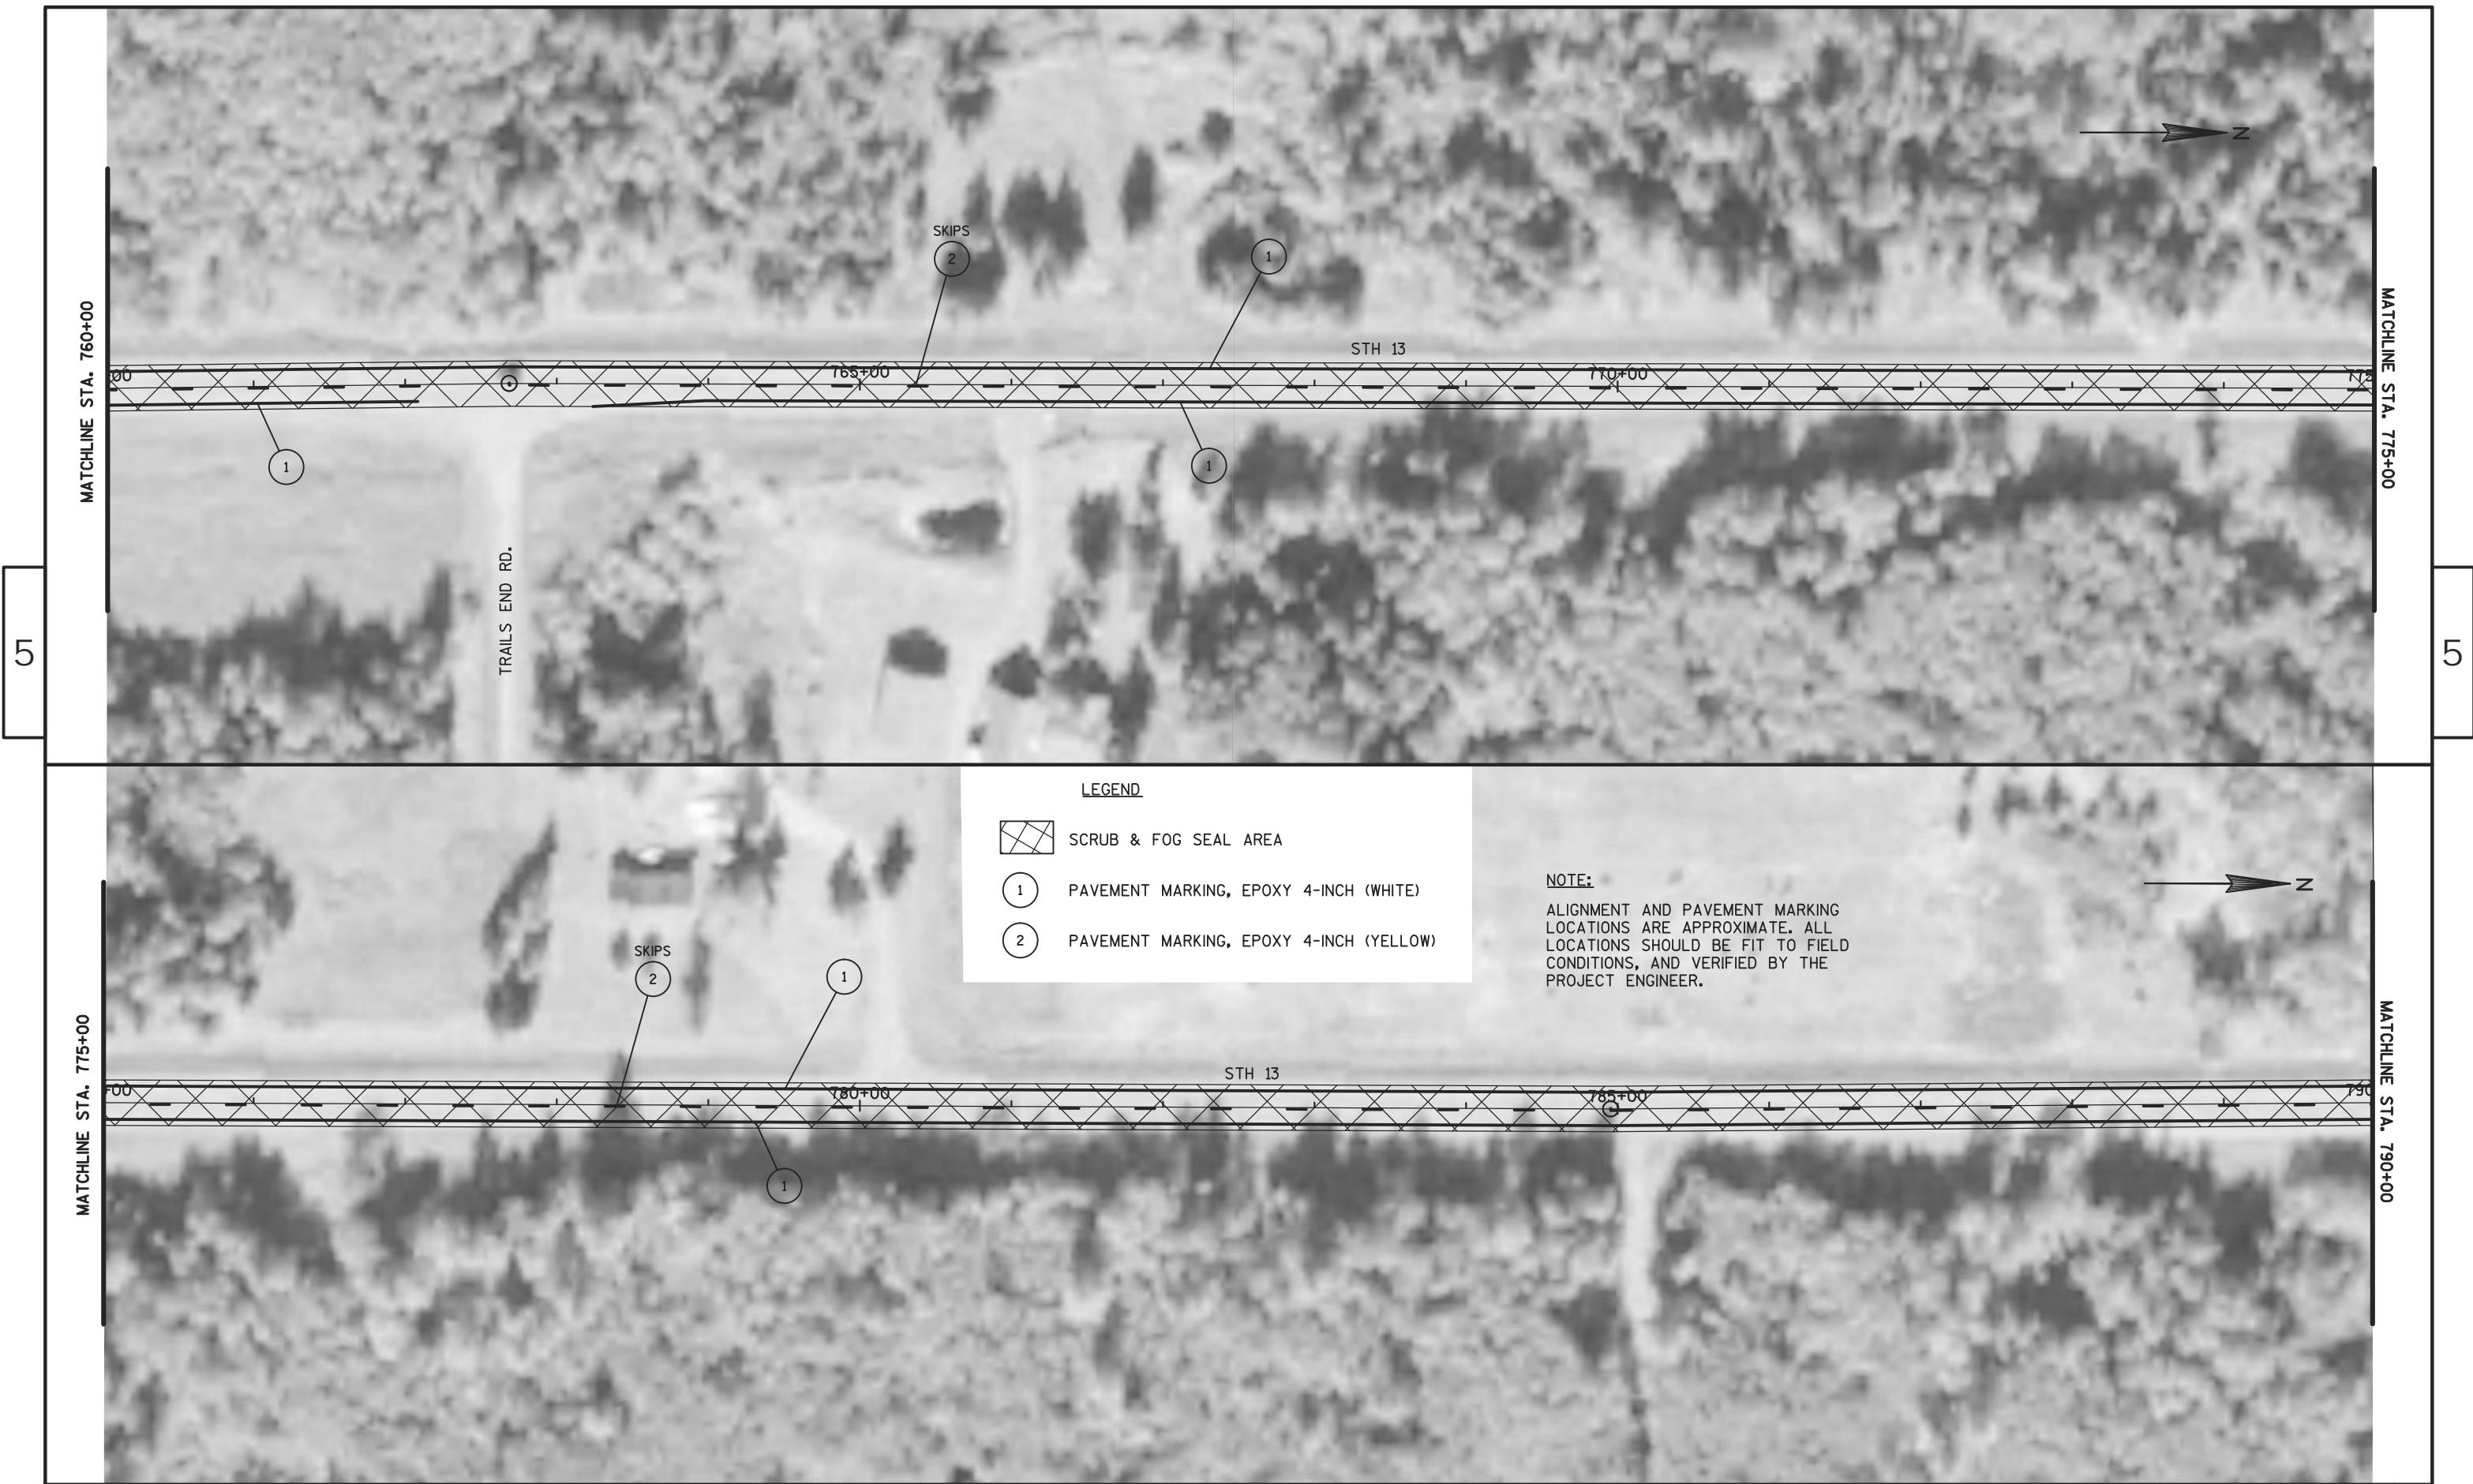 N
SKIPS
2
1
STH 13
MATCHLINE STA. 760+00
MATCHLINE STA. 775+00
00
765+00
770+00
775
1
1
TRAILS END RD.
5
5
LEGEND
SCRUB & FOG SEAL AREA
1 PAVEMENT MARKING, EPOXY 4-INCH (WHITE)
2 PAVEMENT MARKING, EPOXY 4-INCH (YELLOW)
NOTE:
ALIGNMENT AND PAVEMENT MARKING
LOCATIONS ARE APPROXIMATE. ALL
LOCATIONS SHOULD BE FIT TO FIELD
CONDITIONS, AND VERIFIED BY THE
PROJECT ENGINEER.
N
SKIPS
2
1
STH 13
MATCHLINE STA. 775+00
MATCHLINE STA. 790+00
+00
780+00
785+00
790
1